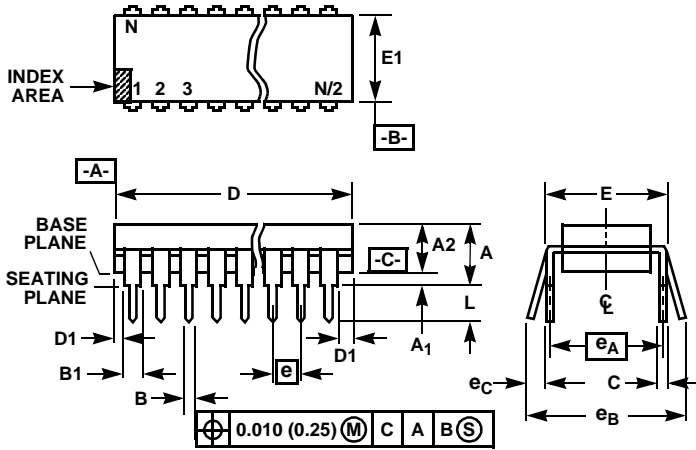 N
E1
INDEX
AREA
1 2 3 N/2
-B-
-A-
D
E
BASE
PLANE
A2
A
-C-
SEATING
PLANE
L
D1
A1
D1
B1
e
B
℄
eA
eC
C
eB
⌖ 0.010 (0.25) Ⓜ C A B Ⓢ